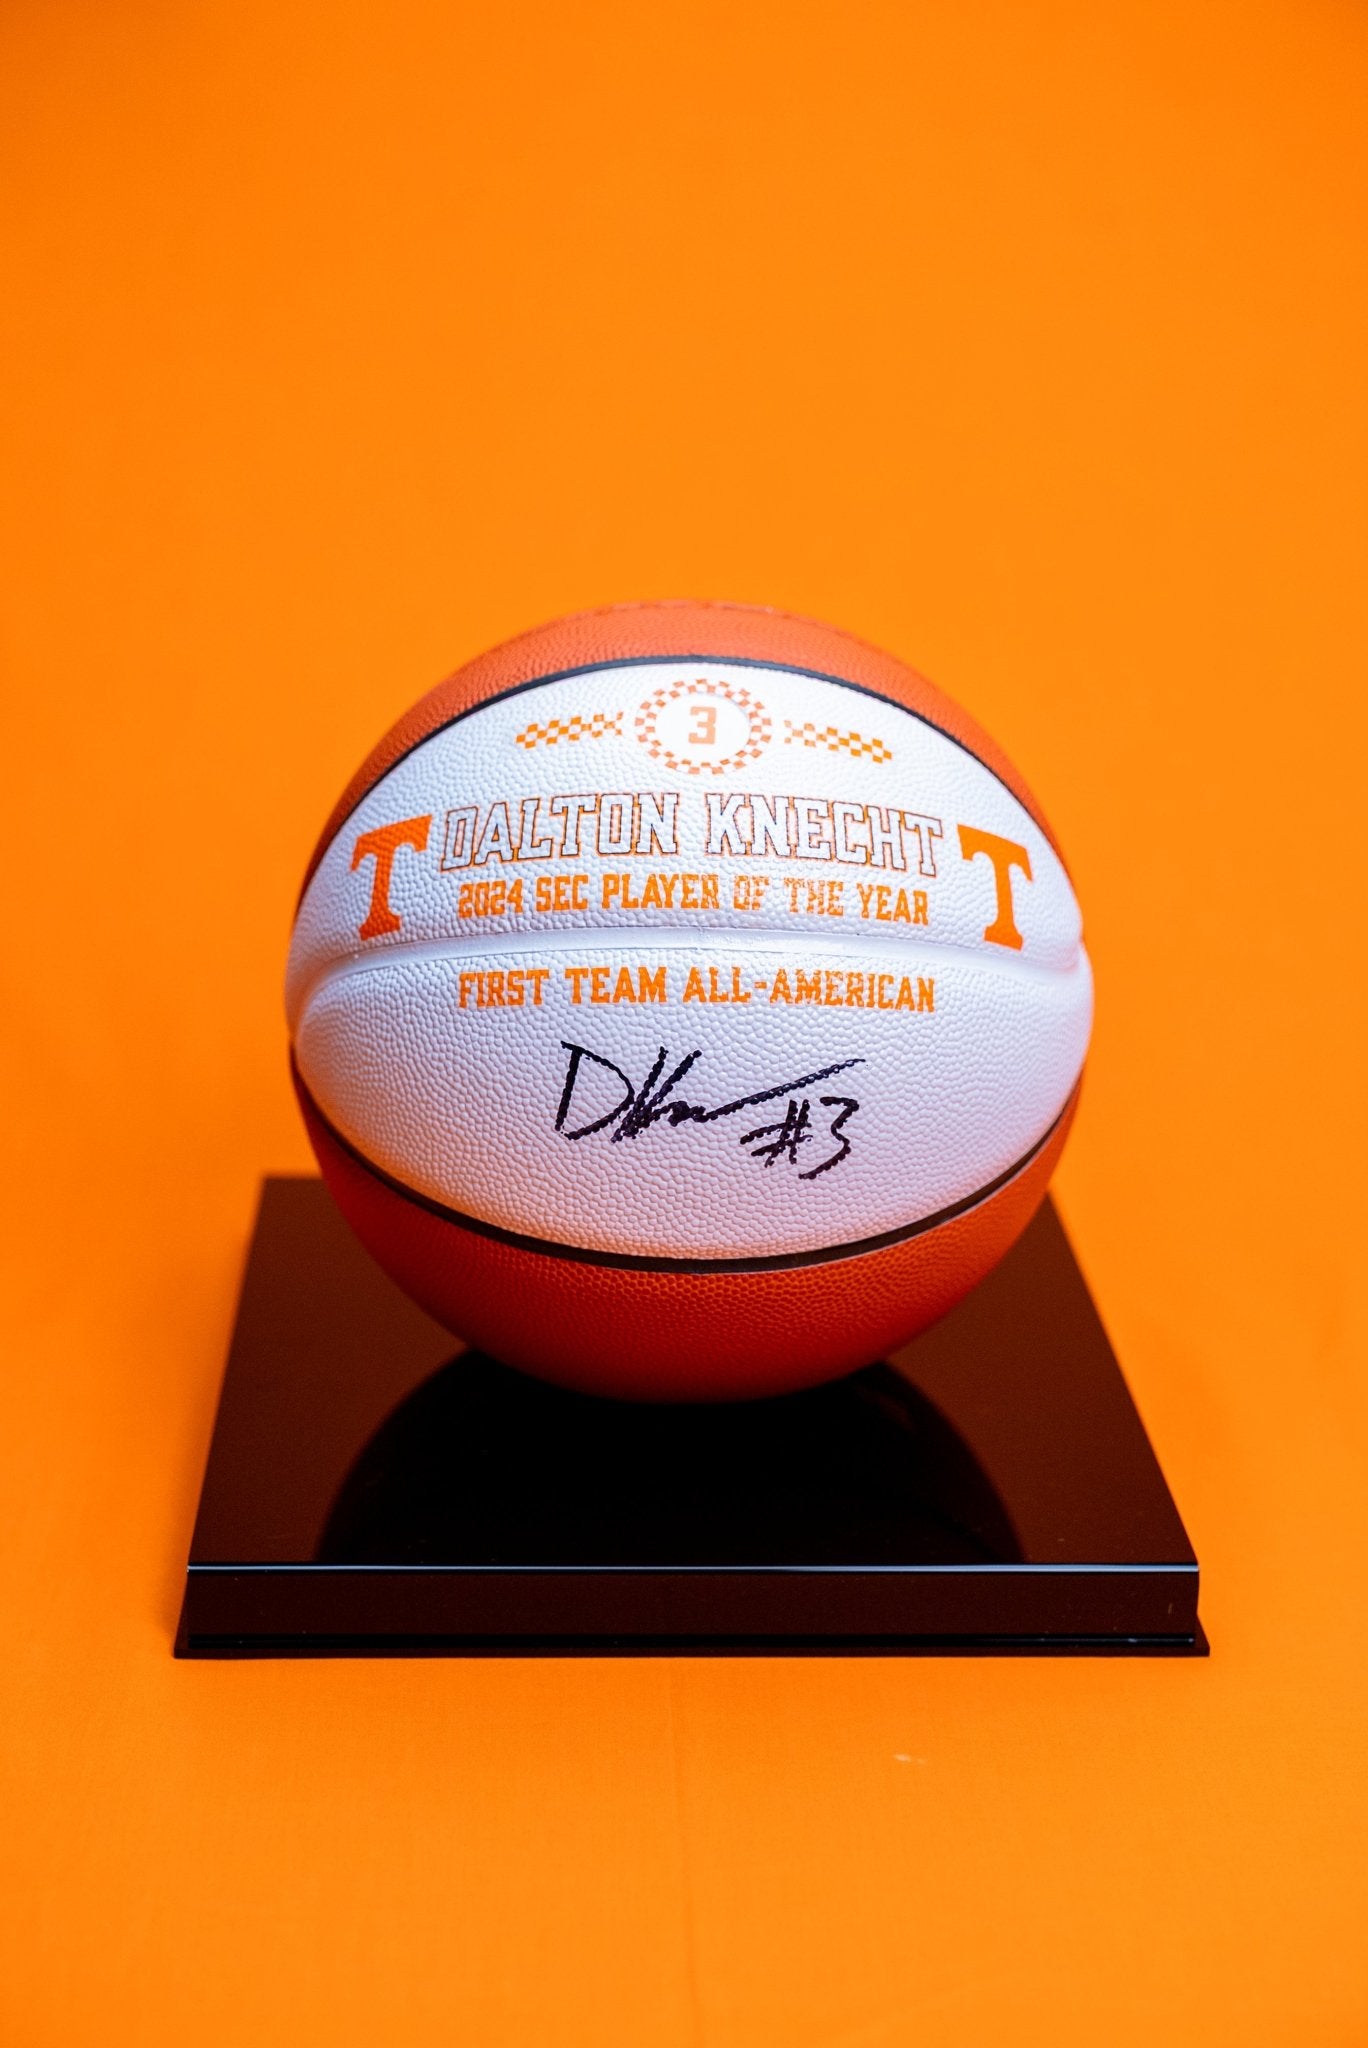 3
T DALTON KNECHT T
2024 SEC PLAYER OF THE YEAR
FIRST TEAM ALL-AMERICAN
#3